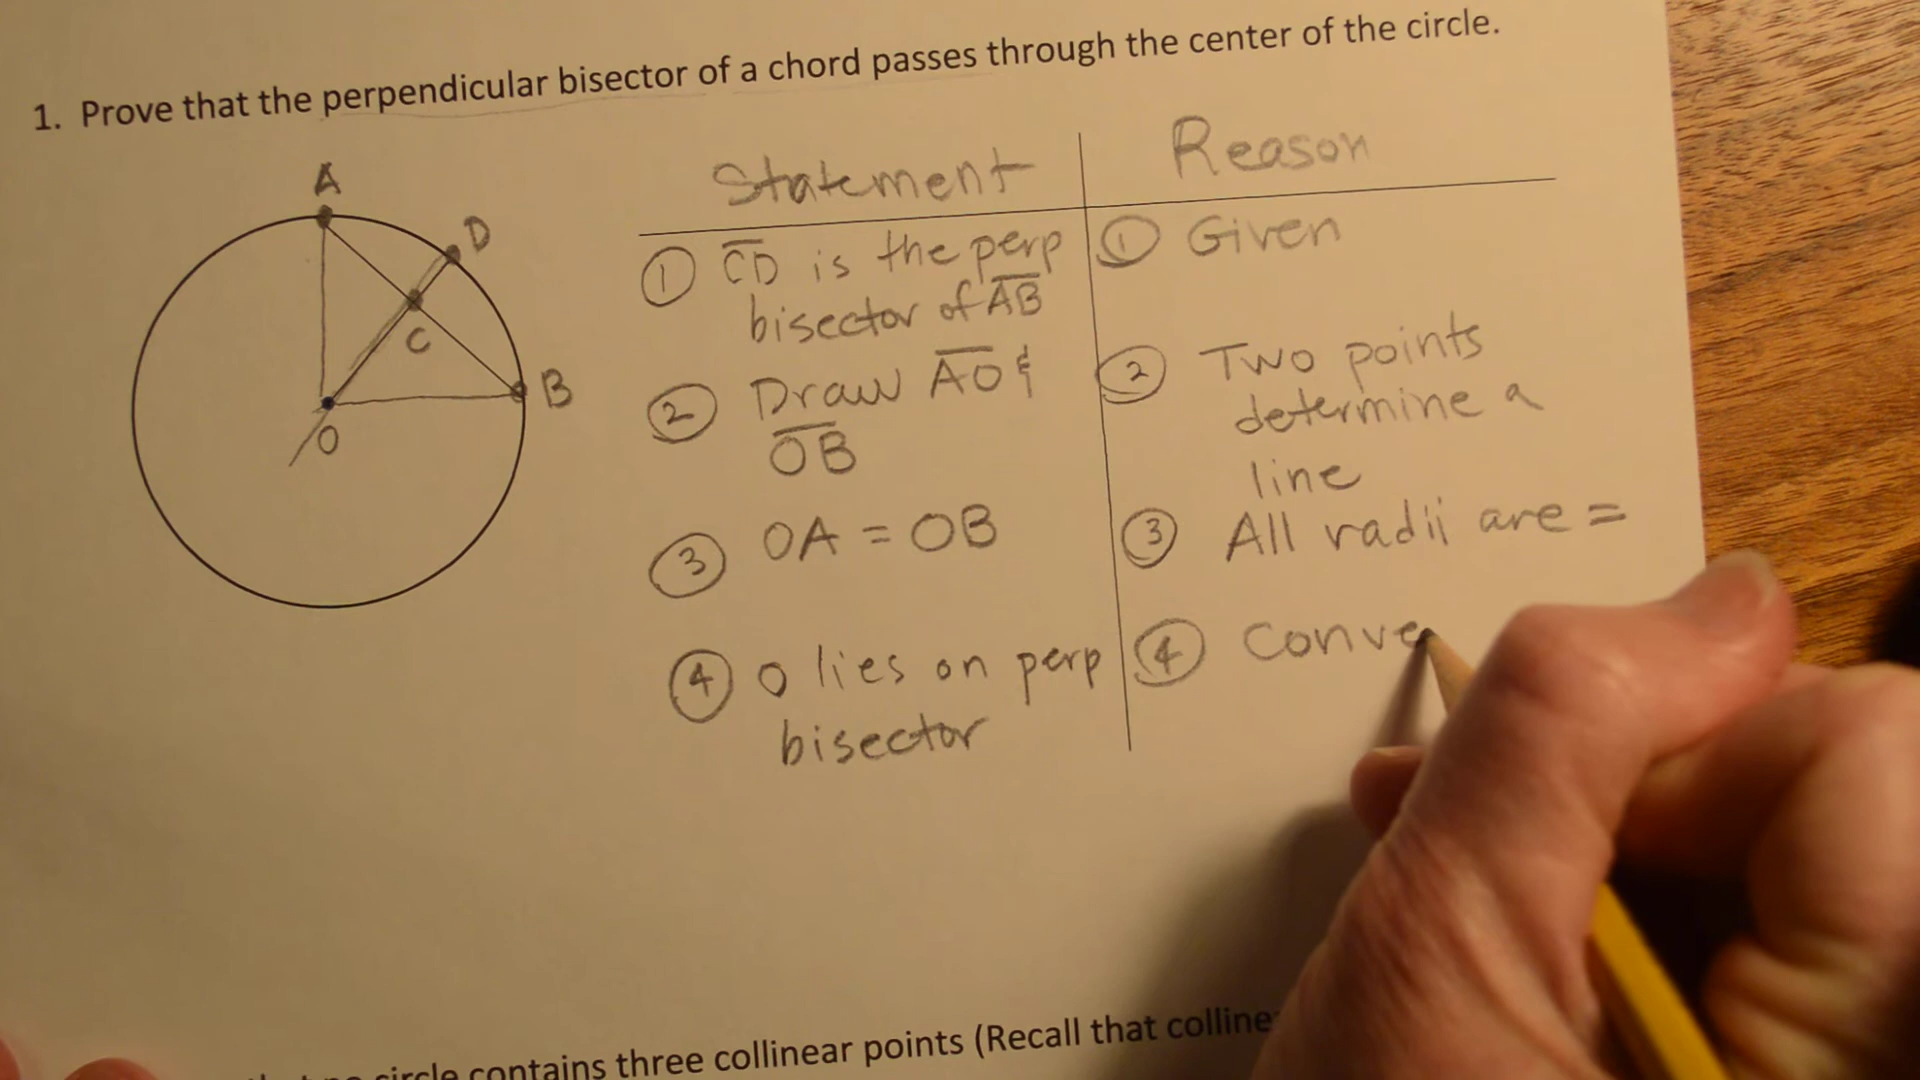 1. Prove that the perpendicular bisector of a chord passes through the center of the circle.
A
D
C
B
O
Statement
Reason
① CD is the perp
bisector of AB
① Given
② Draw AO &
OB
② Two points
determine a
line
③ OA = OB
③ All radii are =
④ O lies on perp
bisector
④ Conve
circle contains three collinear points (Recall that